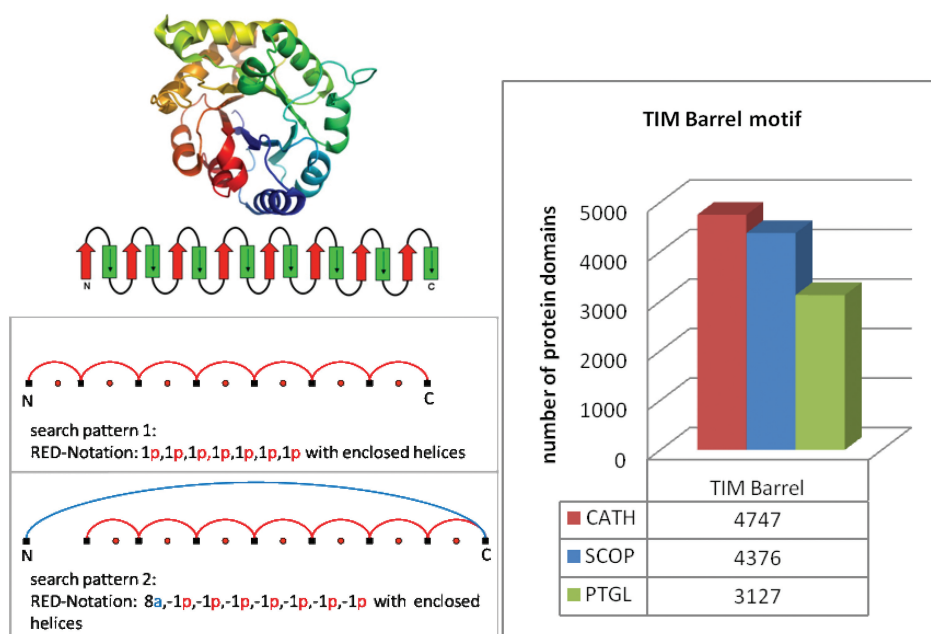 N
C
N
C
search pattern 1:
RED-Notation: 1p,1p,1p,1p,1p,1p,1p with enclosed helices
N
C
search pattern 2:
RED-Notation: 8a,-1p,-1p,-1p,-1p,-1p,-1p,-1p with enclosed
helices
TIM Barrel motif
number of protein domains
5000
4000
3000
2000
1000
0
TIM Barrel
CATH 4747
SCOP 4376
PTGL 3127